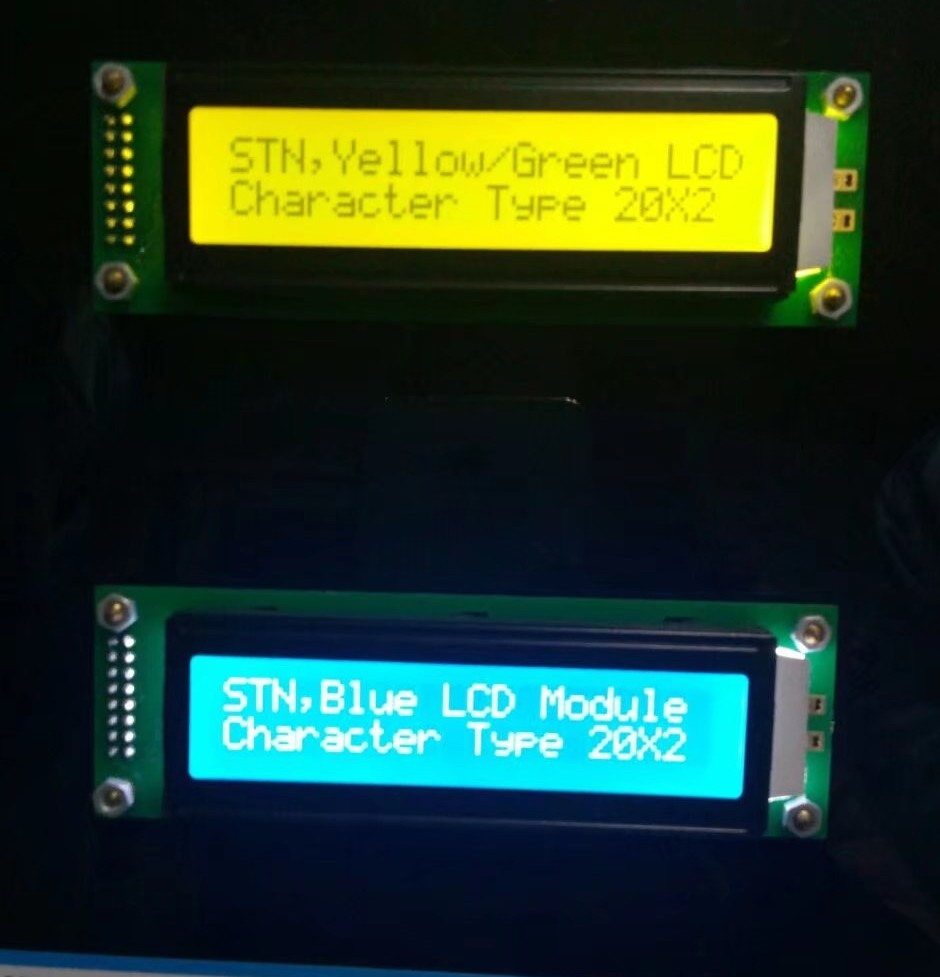 STN,Yellow/Green LCD
Character Type 20X2
STN,Blue LCD Module
Character Type 20X2